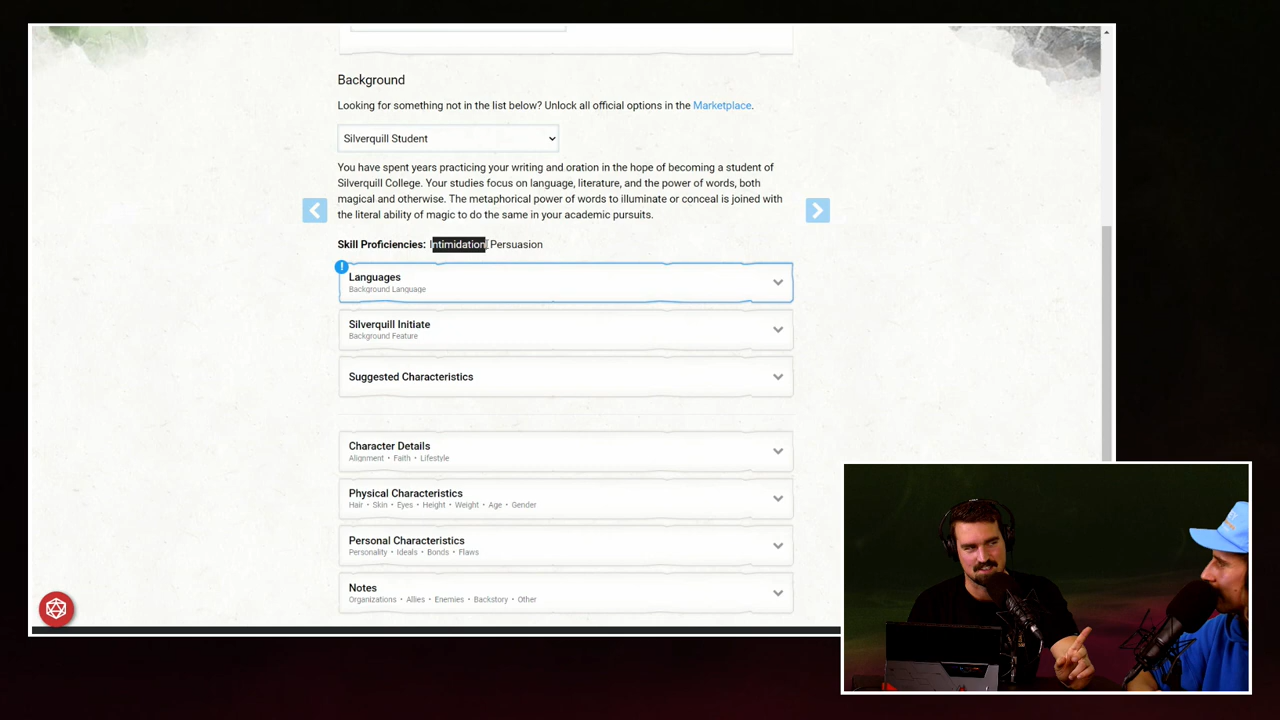 Background
Looking for something not in the list below? Unlock all official options in the Marketplace.
Silverquill Student
You have spent years practicing your writing and oration in the hope of becoming a student of
Silverquill College. Your studies focus on language, literature, and the power of words, both
magical and otherwise. The metaphorical power of words to illuminate or conceal is joined with
the literal ability of magic to do the same in your academic pursuits.
Skill Proficiencies: Intimidation, Persuasion
!
Languages
Background Language
Silverquill Initiate
Background Feature
Suggested Characteristics
Character Details
Alignment • Faith • Lifestyle
Physical Characteristics
Hair • Skin • Eyes • Height • Weight • Age • Gender
Personal Characteristics
Personality • Ideals • Bonds • Flaws
Notes
Organizations • Allies • Enemies • Backstory • Other